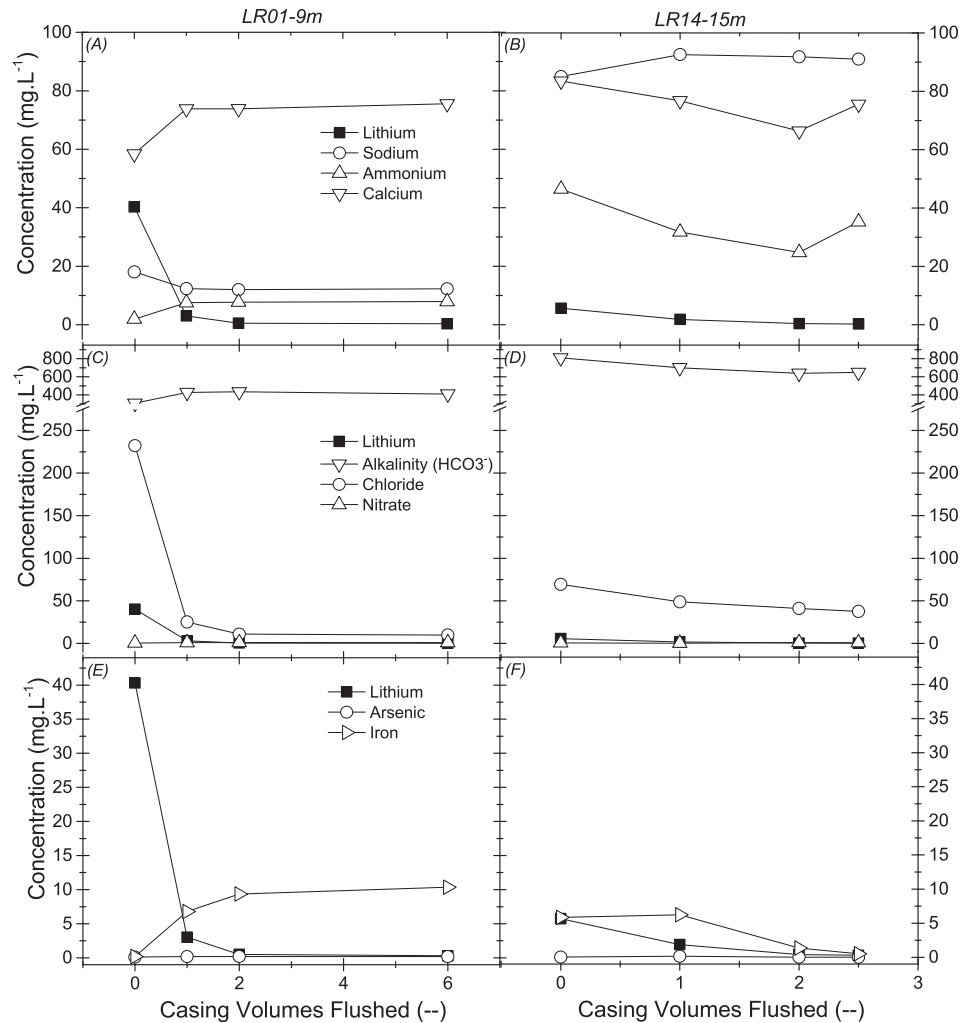 LR01-9m
LR14-15m
(A)
(B)
100
80
60
40
20
0
Concentration (mg.L-1)
Lithium
Sodium
Ammonium
Calcium
100
80
60
40
20
0
(C)
(D)
800
600
400
250
200
150
100
50
0
Concentration (mg.L-1)
Lithium
Alkalinity (HCO3-)
Chloride
Nitrate
800
600
400
250
200
150
100
50
0
(E)
(F)
40
35
30
25
20
15
10
5
0
Concentration (mg.L-1)
Lithium
Arsenic
Iron
40
35
30
25
20
15
10
5
0
0 2 4 6
0 1 2 3
Casing Volumes Flushed (--)
Casing Volumes Flushed (--)